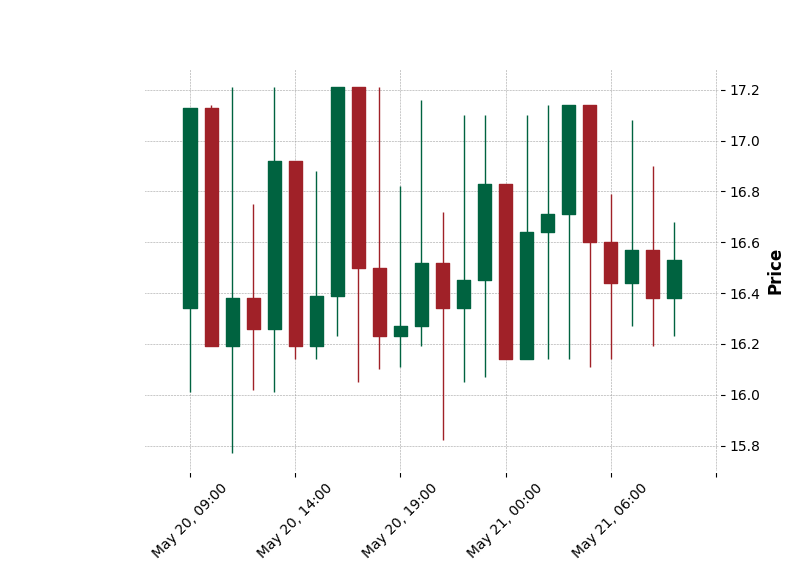 17.2
17.0
16.8
16.6
16.4
16.2
16.0
15.8
Price
May 20, 09:00
May 20, 14:00
May 20, 19:00
May 21, 00:00
May 21, 06:00